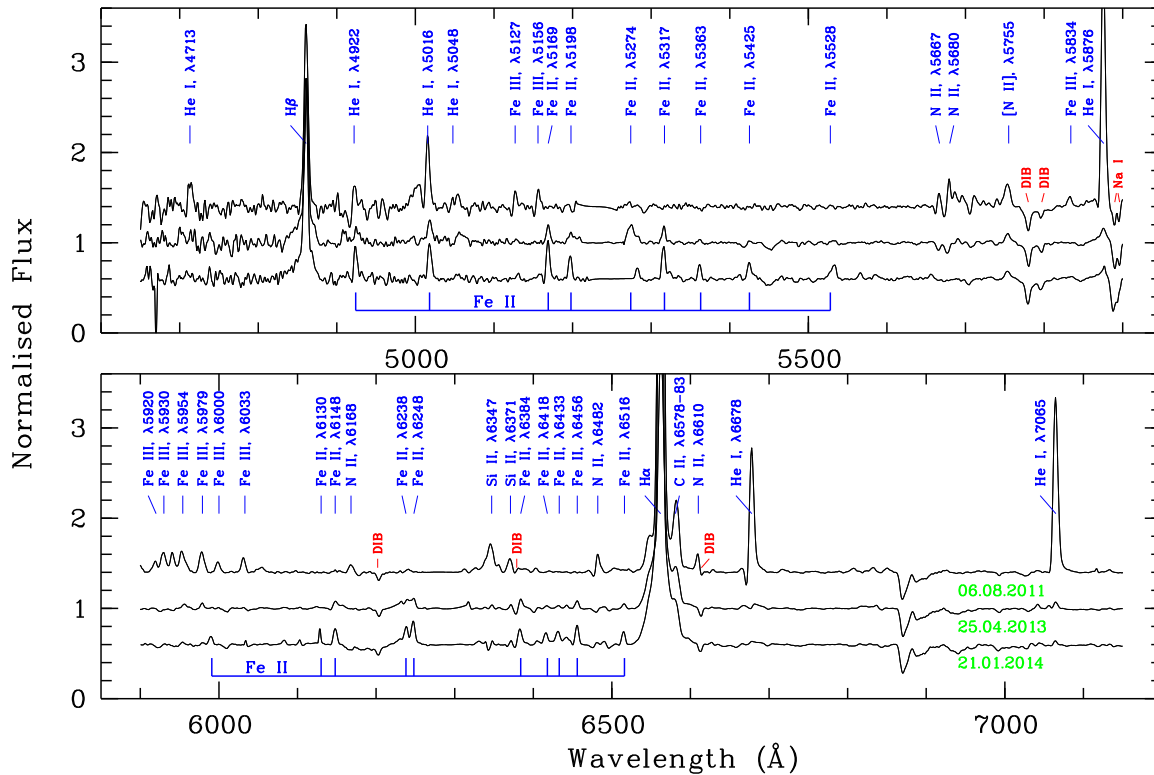 Normalised Flux
3
2
1
0
He I, λ4713
Hβ
He I, λ4922
He I, λ5016
He I, λ5048
Fe III, λ5127
Fe III, λ5156
Fe II, λ5169
Fe II, λ5198
Fe II, λ5274
Fe II, λ5317
Fe II, λ5363
Fe II, λ5425
Fe II, λ5528
N II, λ5667
N II, λ5680
[N II], λ5755
Fe III, λ5834
He I, λ5876
DIB
DIB
Na I
Fe II
5000
5500
3
2
1
0
Fe III, λ5920
Fe III, λ5930
Fe III, λ5954
Fe III, λ5979
Fe III, λ6000
Fe III, λ6033
Fe II, λ6130
Fe II, λ6148
N II, λ6168
Fe II, λ6238
Fe II, λ6248
Si II, λ6347
Si II, λ6371
Fe II, λ6384
Fe II, λ6418
Fe II, λ6433
Fe II, λ6456
N II, λ6482
Fe II, λ6516
Hα
C II, λ6578-83
N II, λ6610
He I, λ6678
He I, λ7065
DIB
DIB
DIB
06.08.2011
25.04.2013
21.01.2014
Fe II
6000
6500
7000
Wavelength (Å)